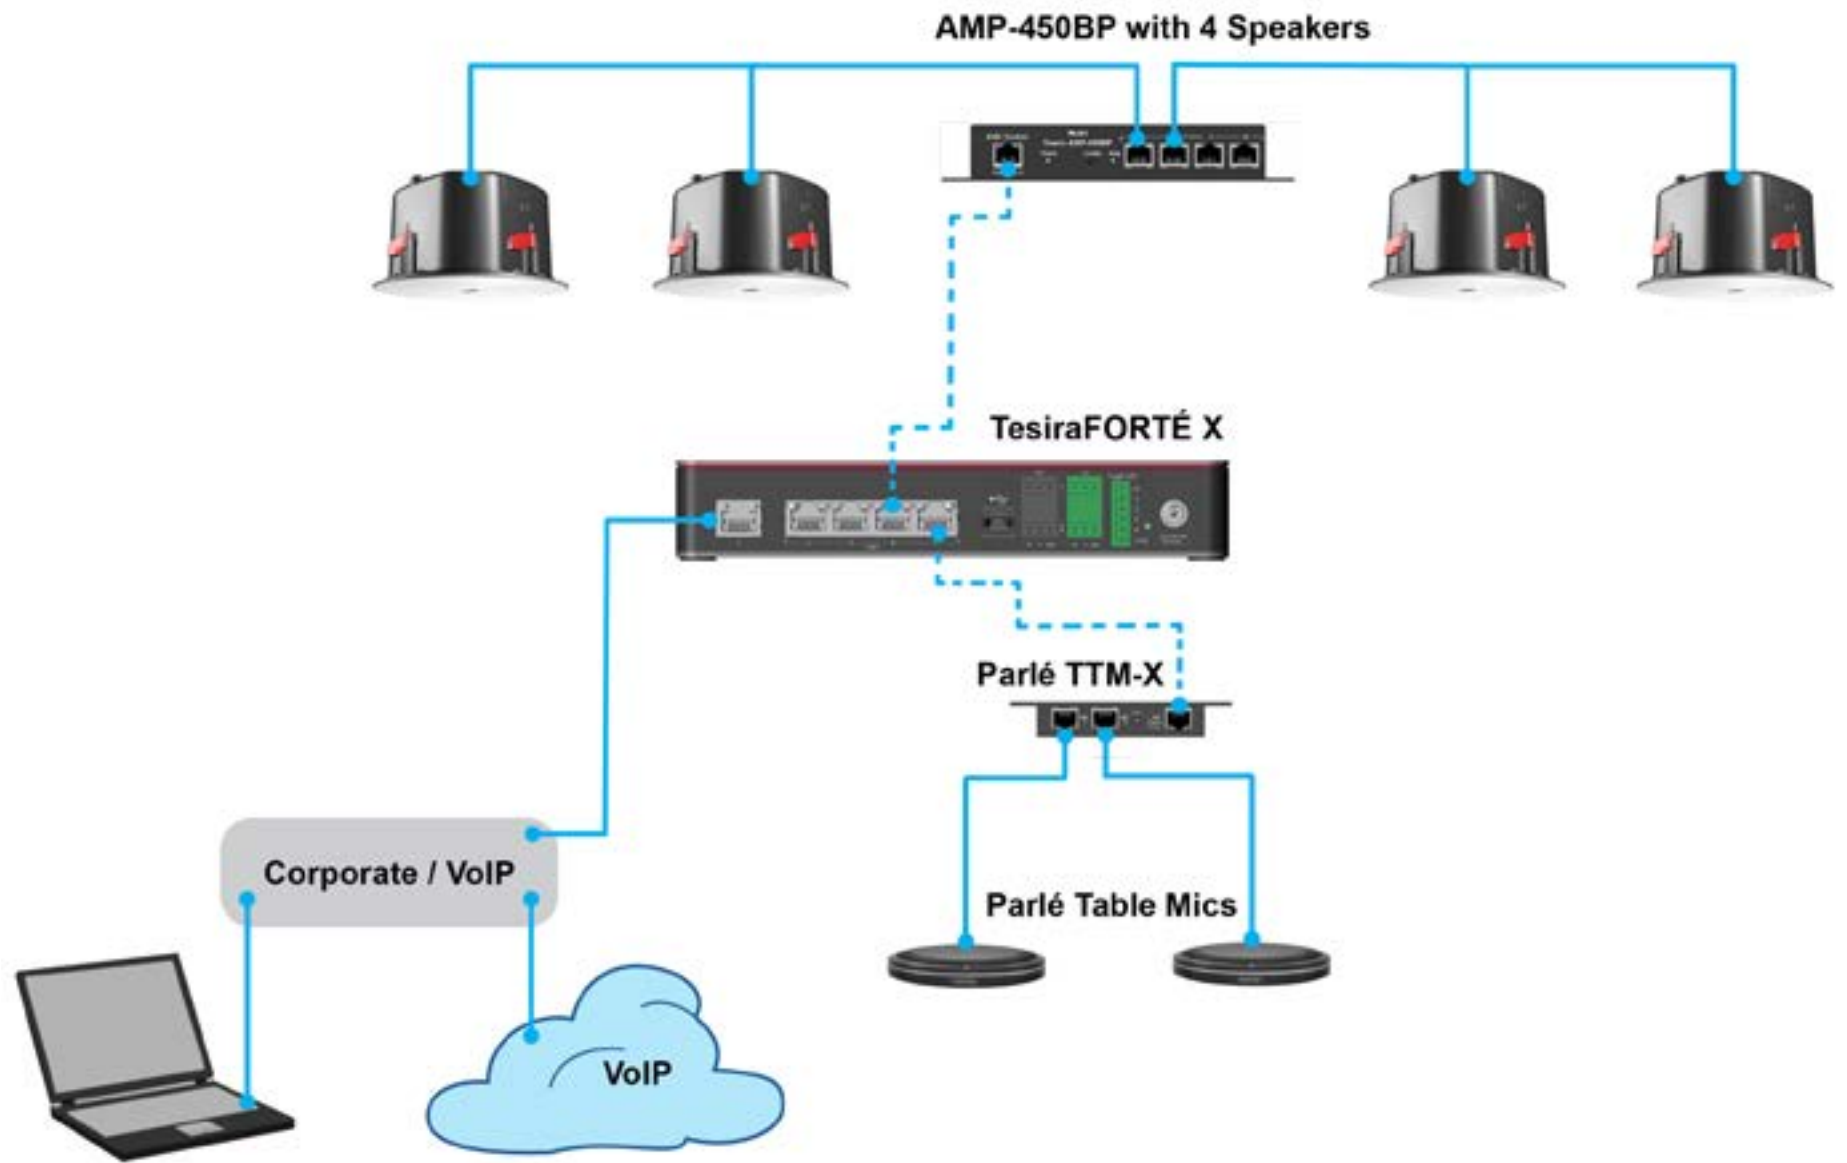 AMP-450BP with 4 Speakers
TesiraFORTÉ X
Parlé TTM-X
Corporate / VoIP
Parlé Table Mics
VoIP